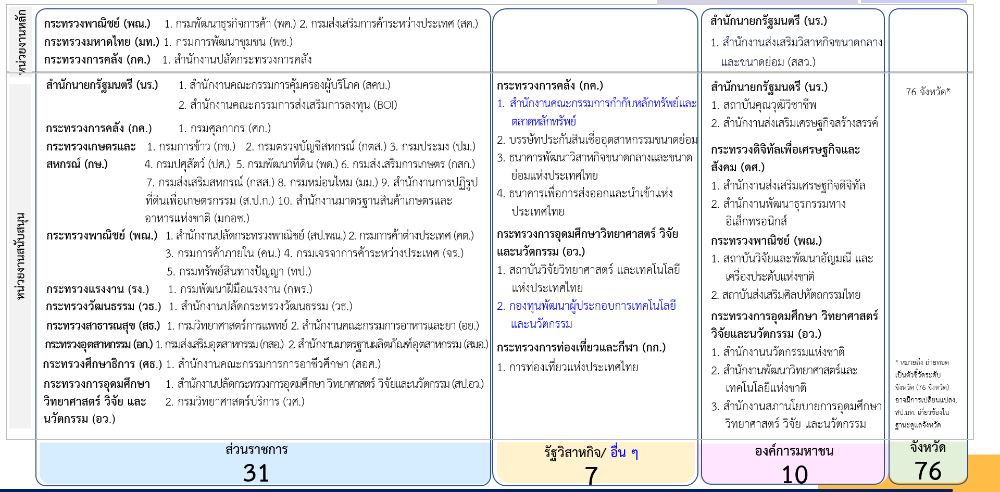 หน่วยงานหลัก
กระทรวงพาณิชย์ (พณ.) 1. กรมพัฒนาธุรกิจการค้า (พค.) 2. กรมส่งเสริมการค้าระหว่างประเทศ (สค.)
กระทรวงมหาดไทย (มท.) 1. กรมการพัฒนาชุมชน (พช.)
กระทรวงการคลัง (กค.) 1. สำนักงานปลัดกระทรวงการคลัง
สำนักนายกรัฐมนตรี (นร.)
1. สำนักงานส่งเสริมวิสาหกิจขนาดกลาง
และขนาดย่อม (สสว.)
หน่วยงานสนับสนุน
สำนักนายกรัฐมนตรี (นร.) 1. สำนักงานคณะกรรมการคุ้มครองผู้บริโภค (สคบ.)
2. สำนักงานคณะกรรมการส่งเสริมการลงทุน (BOI)
กระทรวงการคลัง (กค.) 1. กรมศุลกากร (ศก.)
กระทรวงเกษตรและ 1. กรมการข้าว (กข.) 2. กรมตรวจบัญชีสหกรณ์ (กตส.) 3. กรมประมง (ปม.)
สหกรณ์ (กษ.) 4. กรมปศุสัตว์ (ปศ.) 5. กรมพัฒนาที่ดิน (พด.) 6. กรมส่งเสริมการเกษตร (กสก.)
7. กรมส่งเสริมสหกรณ์ (กสส.) 8. กรมหม่อนไหม (มม.) 9. สำนักงานการปฏิรูป
ที่ดินเพื่อเกษตรกรรม (ส.ป.ก.) 10. สำนักงานมาตรฐานสินค้าเกษตรและ
อาหารแห่งชาติ (มกอช.)
กระทรวงพาณิชย์ (พณ.) 1. สำนักงานปลัดกระทรวงพาณิชย์ (สป.พณ.) 2. กรมการค้าต่างประเทศ (คต.)
3. กรมการค้าภายใน (คน.) 4. กรมเจรจาการค้าระหว่างประเทศ (จร.)
5. กรมทรัพย์สินทางปัญญา (ทป.)
กระทรวงแรงงาน (รง.) 1. กรมพัฒนาฝีมือแรงงาน (กพร.)
กระทรวงวัฒนธรรม (วธ.) 1. สำนักงานปลัดกระทรวงวัฒนธรรม (วธ.)
กระทรวงสาธารณสุข (สธ.) 1. กรมวิทยาศาสตร์การแพทย์ 2. สำนักงานคณะกรรมการอาหารและยา (อย.)
กระทรวงอุตสาหกรรม (อก.) 1. กรมส่งเสริมอุตสาหกรรม (กสอ.) 2. สำนักงานมาตรฐานผลิตภัณฑ์อุตสาหกรรม (สมอ.)
กระทรวงศึกษาธิการ (ศธ.) 1. สำนักงานคณะกรรมการการอาชีวศึกษา (สอศ.)
กระทรวงการอุดมศึกษา 1. สำนักงานปลัดกระทรวงการอุดมศึกษา วิทยาศาสตร์ วิจัยและนวัตกรรม (สป.อว.)
วิทยาศาสตร์ วิจัย และ 2. กรมวิทยาศาสตร์บริการ (วศ.)
นวัตกรรม (อว.)
กระทรวงการคลัง (กค.)
1. สำนักงานคณะกรรมการกำกับหลักทรัพย์และ
ตลาดหลักทรัพย์
2. บรรษัทประกันสินเชื่ออุตสาหกรรมขนาดย่อม
3. ธนาคารพัฒนาวิสาหกิจขนาดกลางและขนาด
ย่อมแห่งประเทศไทย
4. ธนาคารเพื่อการส่งออกและนำเข้าแห่ง
ประเทศไทย
กระทรวงการอุดมศึกษาวิทยาศาสตร์ วิจัย
และนวัตกรรม (อว.)
1. สถาบันวิจัยวิทยาศาสตร์ และเทคโนโลยี
แห่งประเทศไทย
2. กองทุนพัฒนาผู้ประกอบการเทคโนโลยี
และนวัตกรรม
กระทรวงการท่องเที่ยวและกีฬา (กก.)
1. การท่องเที่ยวแห่งประเทศไทย
สำนักนายกรัฐมนตรี (นร.)
1. สถาบันคุณวุฒิวิชาชีพ
2. สำนักงานส่งเสริมเศรษฐกิจสร้างสรรค์
กระทรวงดิจิทัลเพื่อเศรษฐกิจและ
สังคม (ดศ.)
1. สำนักงานส่งเสริมเศรษฐกิจดิจิทัล
2. สำนักงานพัฒนาธุรกรรมทาง
อิเล็กทรอนิกส์
กระทรวงพาณิชย์ (พณ.)
1. สถาบันวิจัยและพัฒนาอัญมณี และ
เครื่องประดับแห่งชาติ
2. สถาบันส่งเสริมศิลปหัตถกรรมไทย
กระทรวงการอุดมศึกษา วิทยาศาสตร์
วิจัยและนวัตกรรม (อว.)
1. สำนักงานนวัตกรรมแห่งชาติ
2. สำนักงานพัฒนาวิทยาศาสตร์และ
เทคโนโลยีแห่งชาติ
3. สำนักงานสภานโยบายการอุดมศึกษา
วิทยาศาสตร์ วิจัย และนวัตกรรม
76 จังหวัด*
* หมายถึง ถ่ายทอด
เป็นตัวชี้วัดระดับ
จังหวัด (76 จังหวัด)
อาจมีการเปลี่ยนแปลง,
สป.มท. เกี่ยวข้องใน
ฐานะดูแลจังหวัด
ส่วนราชการ
31
รัฐวิสาหกิจ/ อื่น ๆ
7
องค์การมหาชน
10
จังหวัด
76